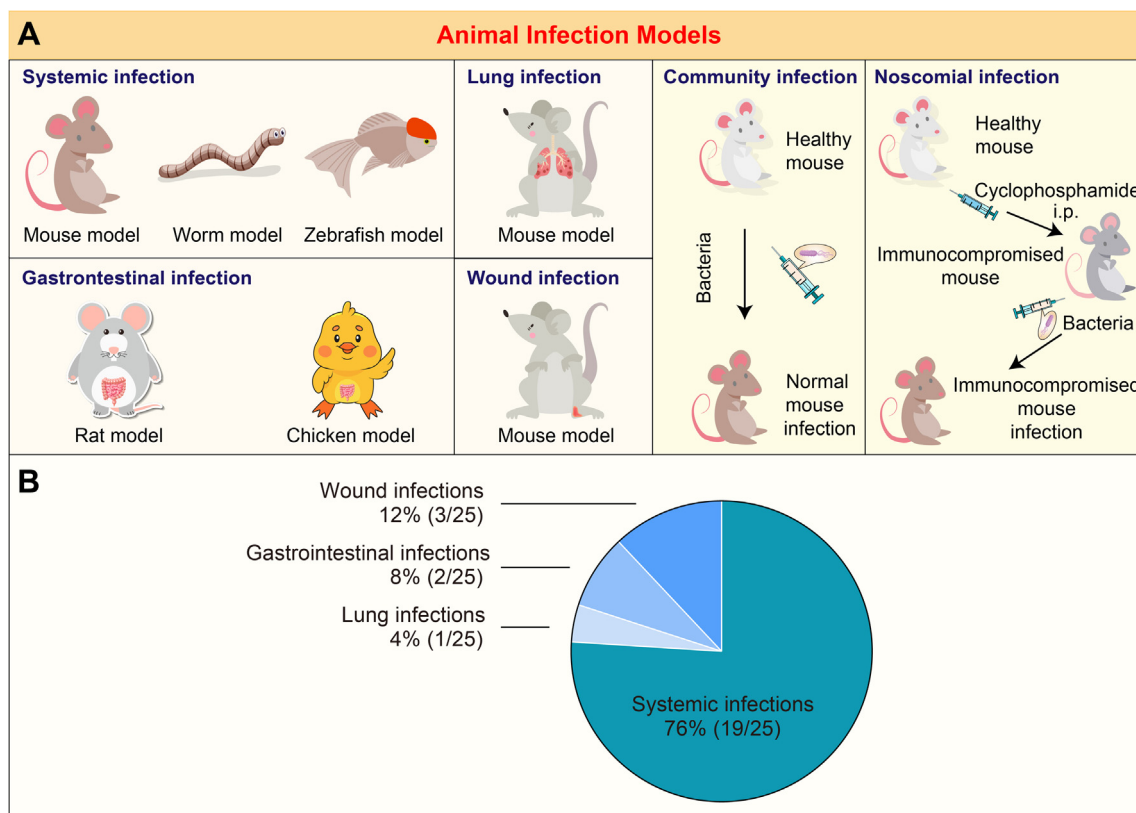 A
Animal Infection Models
Systemic infection
Mouse model
Worm model
Zebrafish model
Lung infection
Mouse model
Gastrontestinal infection
Rat model
Chicken model
Wound infection
Mouse model
Community infection
Healthy
mouse
Bacteria
Normal
mouse
infection
Noscomial infection
Healthy
mouse
Cyclophosphamide
i.p.
Immunocompromised
mouse
Bacteria
Immunocompromised
mouse
infection
B
Wound infections
12% (3/25)
Gastrointestinal infections
8% (2/25)
Lung infections
4% (1/25)
Systemic infections
76% (19/25)